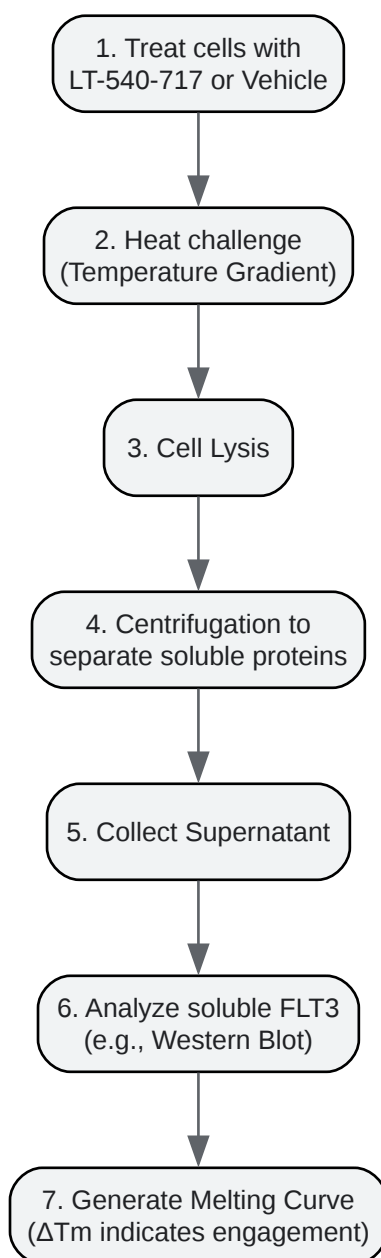 1. Treat cells with
LT-540-717 or Vehicle
2. Heat challenge
(Temperature Gradient)
3. Cell Lysis
4. Centrifugation to
separate soluble proteins
5. Collect Supernatant
6. Analyze soluble FLT3
(e.g., Western Blot)
7. Generate Melting Curve
(ΔTm indicates engagement)